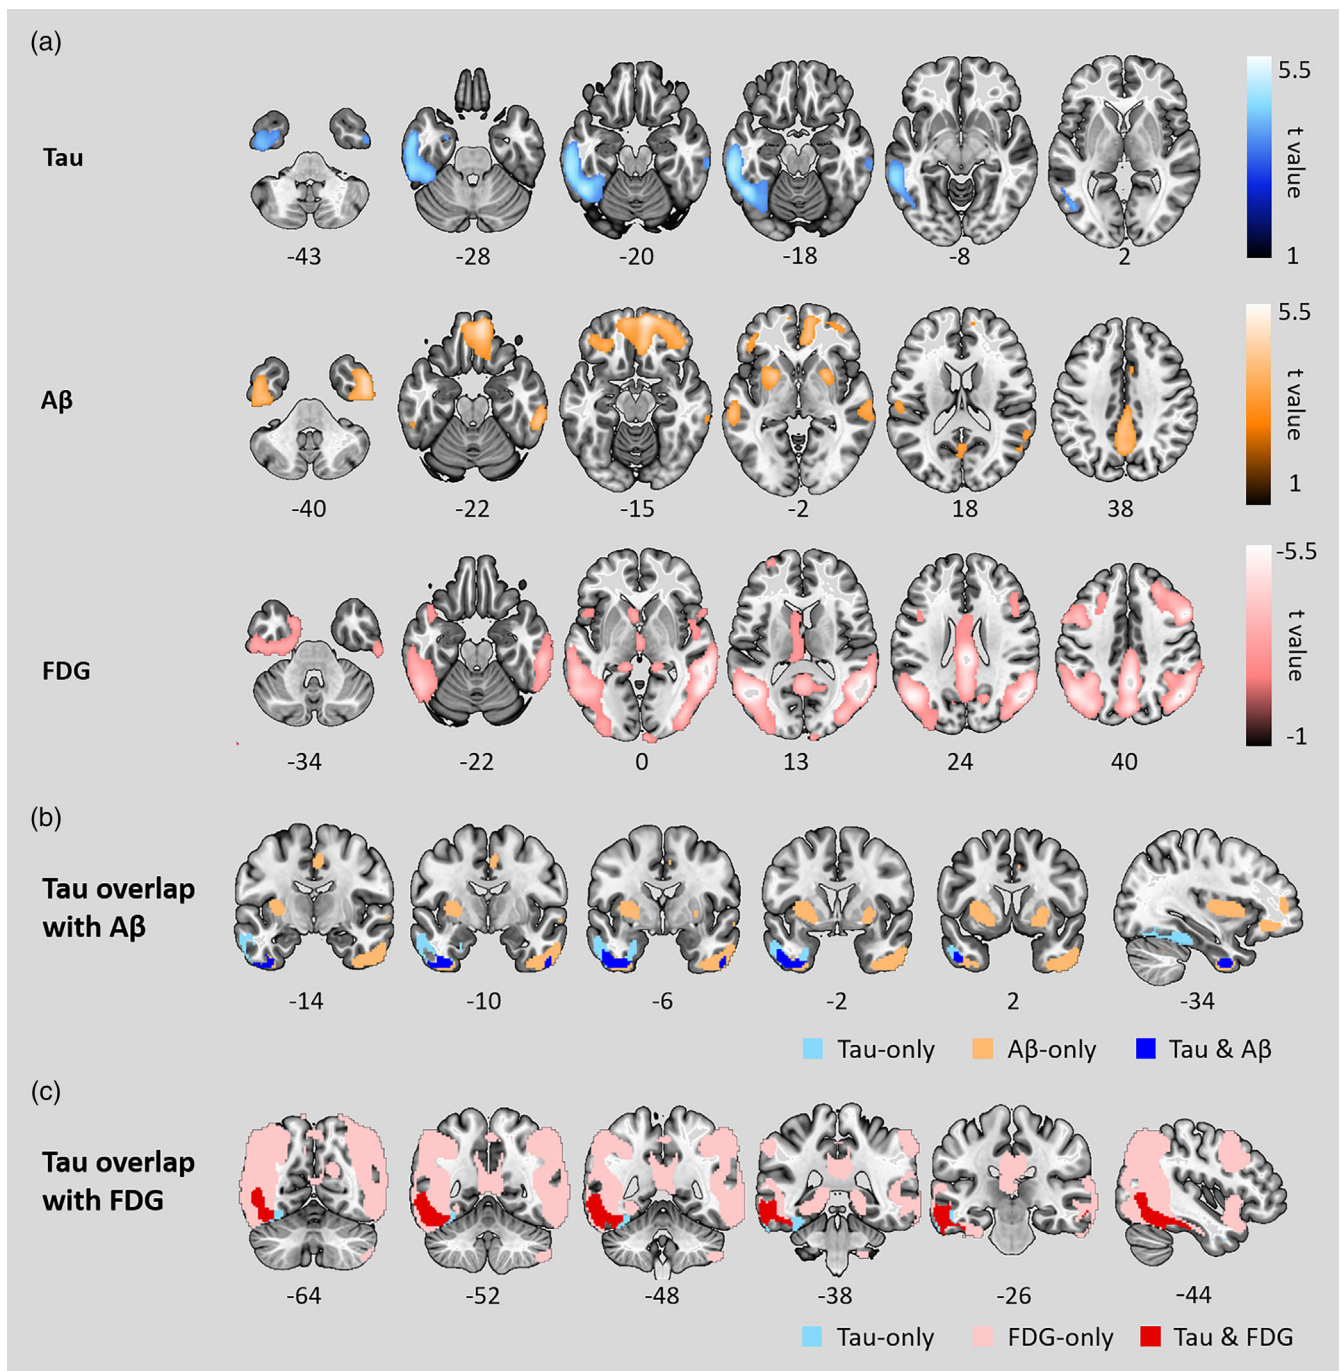 (a)
Tau
-43 -28 -20 -18 -8 2
5.5
t value
1
Aβ
-40 -22 -15 -2 18 38
5.5
t value
1
FDG
-34 -22 0 13 24 40
-5.5
t value
-1
(b)
Tau overlap
with Aβ
-14 -10 -6 -2 2 -34
Tau-only Aβ-only Tau & Aβ
(c)
Tau overlap
with FDG
-64 -52 -48 -38 -26 -44
Tau-only FDG-only Tau & FDG